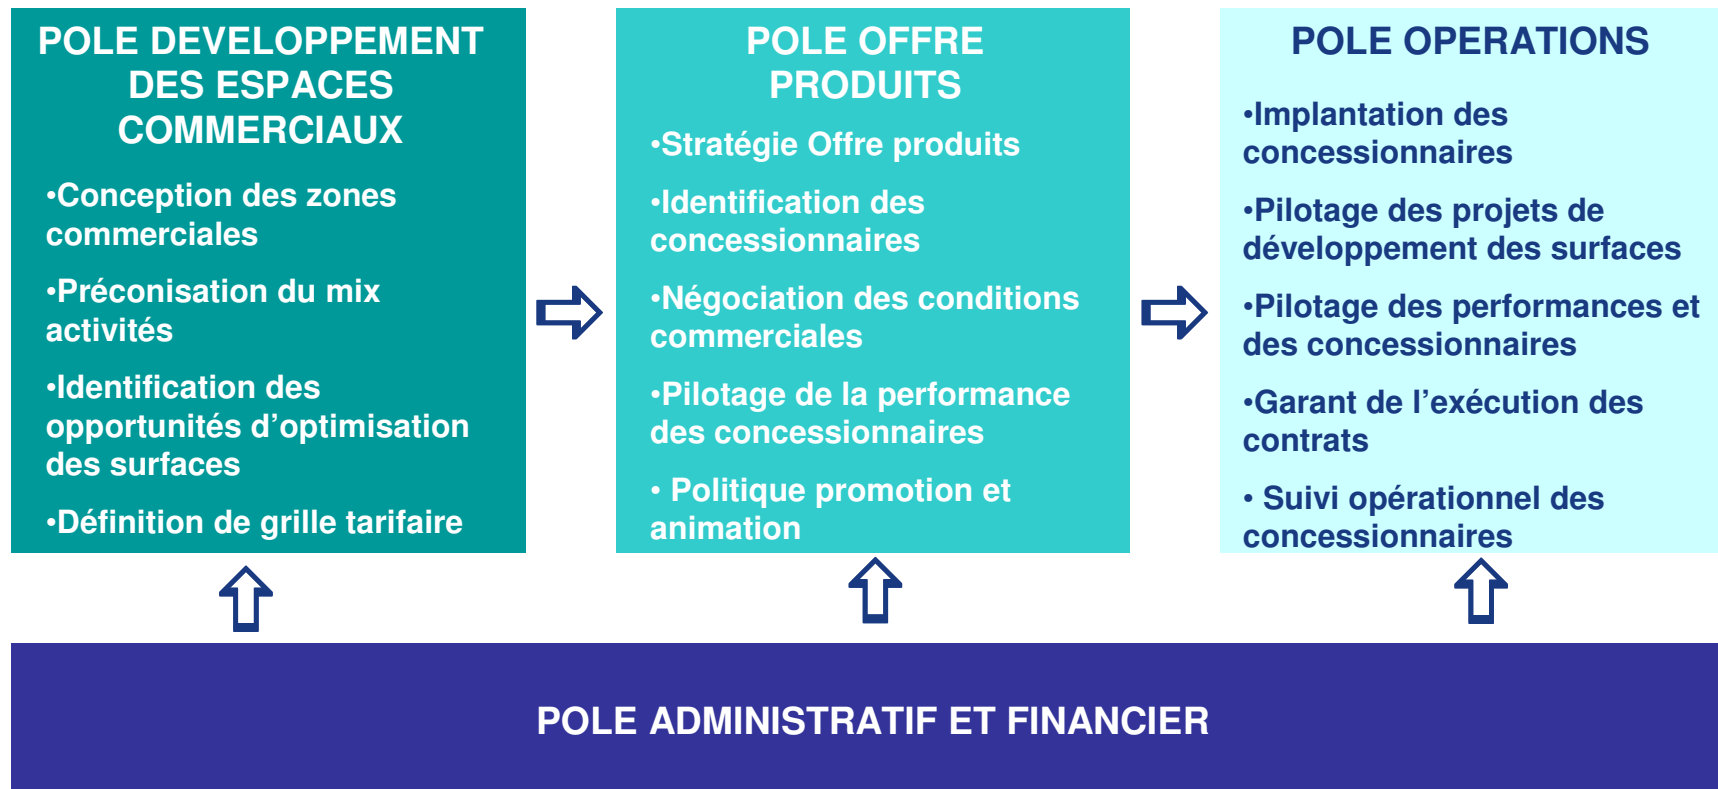 POLE DEVELOPPEMENT
DES ESPACES
COMMERCIAUX
•Conception des zones
commerciales
•Préconisation du mix
activités
•Identification des
opportunités d’optimisation
des surfaces
•Définition de grille tarifaire
POLE OFFRE
PRODUITS
•Stratégie Offre produits
•Identification des
concessionnaires
•Négociation des conditions
commerciales
•Pilotage de la performance
des concessionnaires
• Politique promotion et
animation
POLE OPERATIONS
•Implantation des
concessionnaires
•Pilotage des projets de
développement des surfaces
•Pilotage des performances et
des concessionnaires
•Garant de l’exécution des
contrats
• Suivi opérationnel des
concessionnaires
POLE ADMINISTRATIF ET FINANCIER